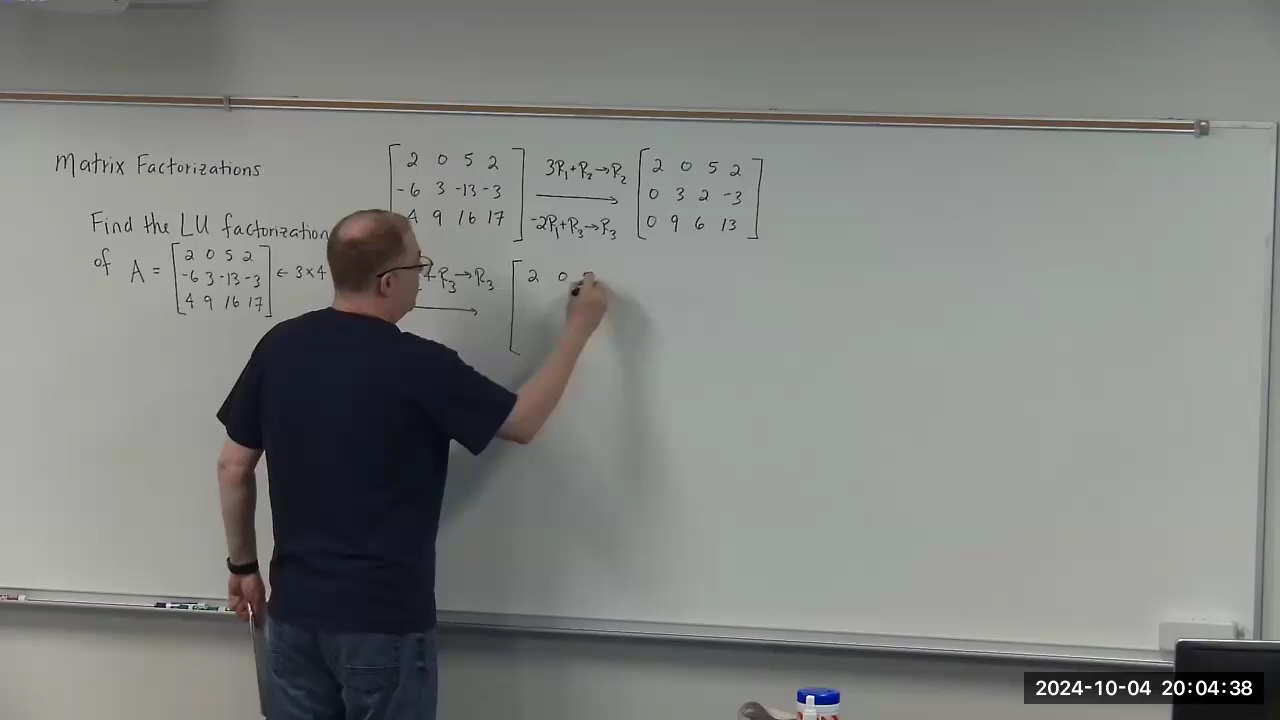 Matrix Factorizations
Find the LU factorization
of A = [2 0 5 2
-6 3 -13 -3
4 9 16 17] ← 3×4
[2 0 5 2
-6 3 -13 -3
4 9 16 17]
3R₁+R₂→R₂
-2R₁+R₃→R₃
[2 0 5 2
0 3 2 -3
0 9 6 13]
+R₃→R₃
[2 0
2024-10-04 20:04:38